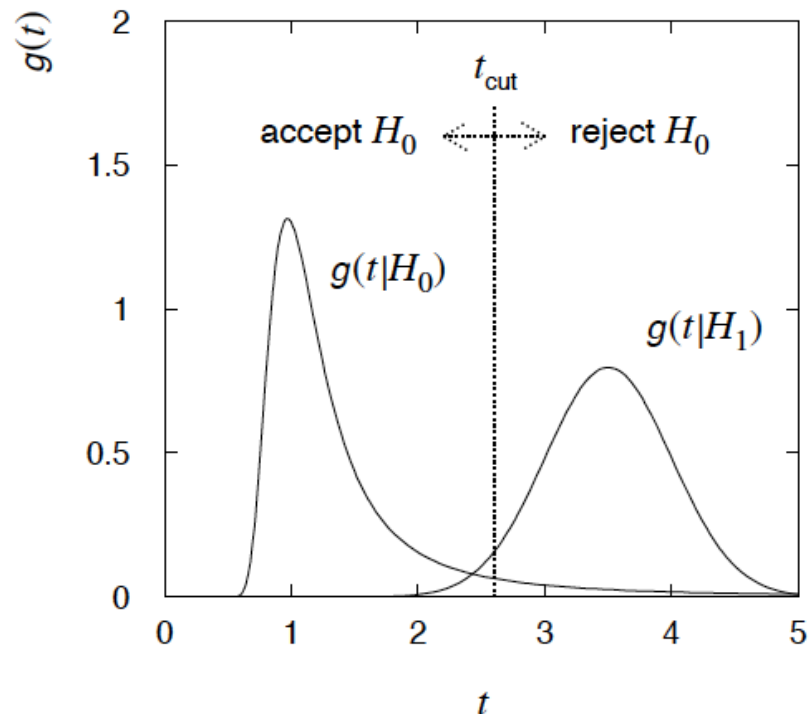 g(t)
2
1.5
1
0.5
0
t_cut
accept H_0
reject H_0
g(t|H_0)
g(t|H_1)
0 1 2 3 4 5
t